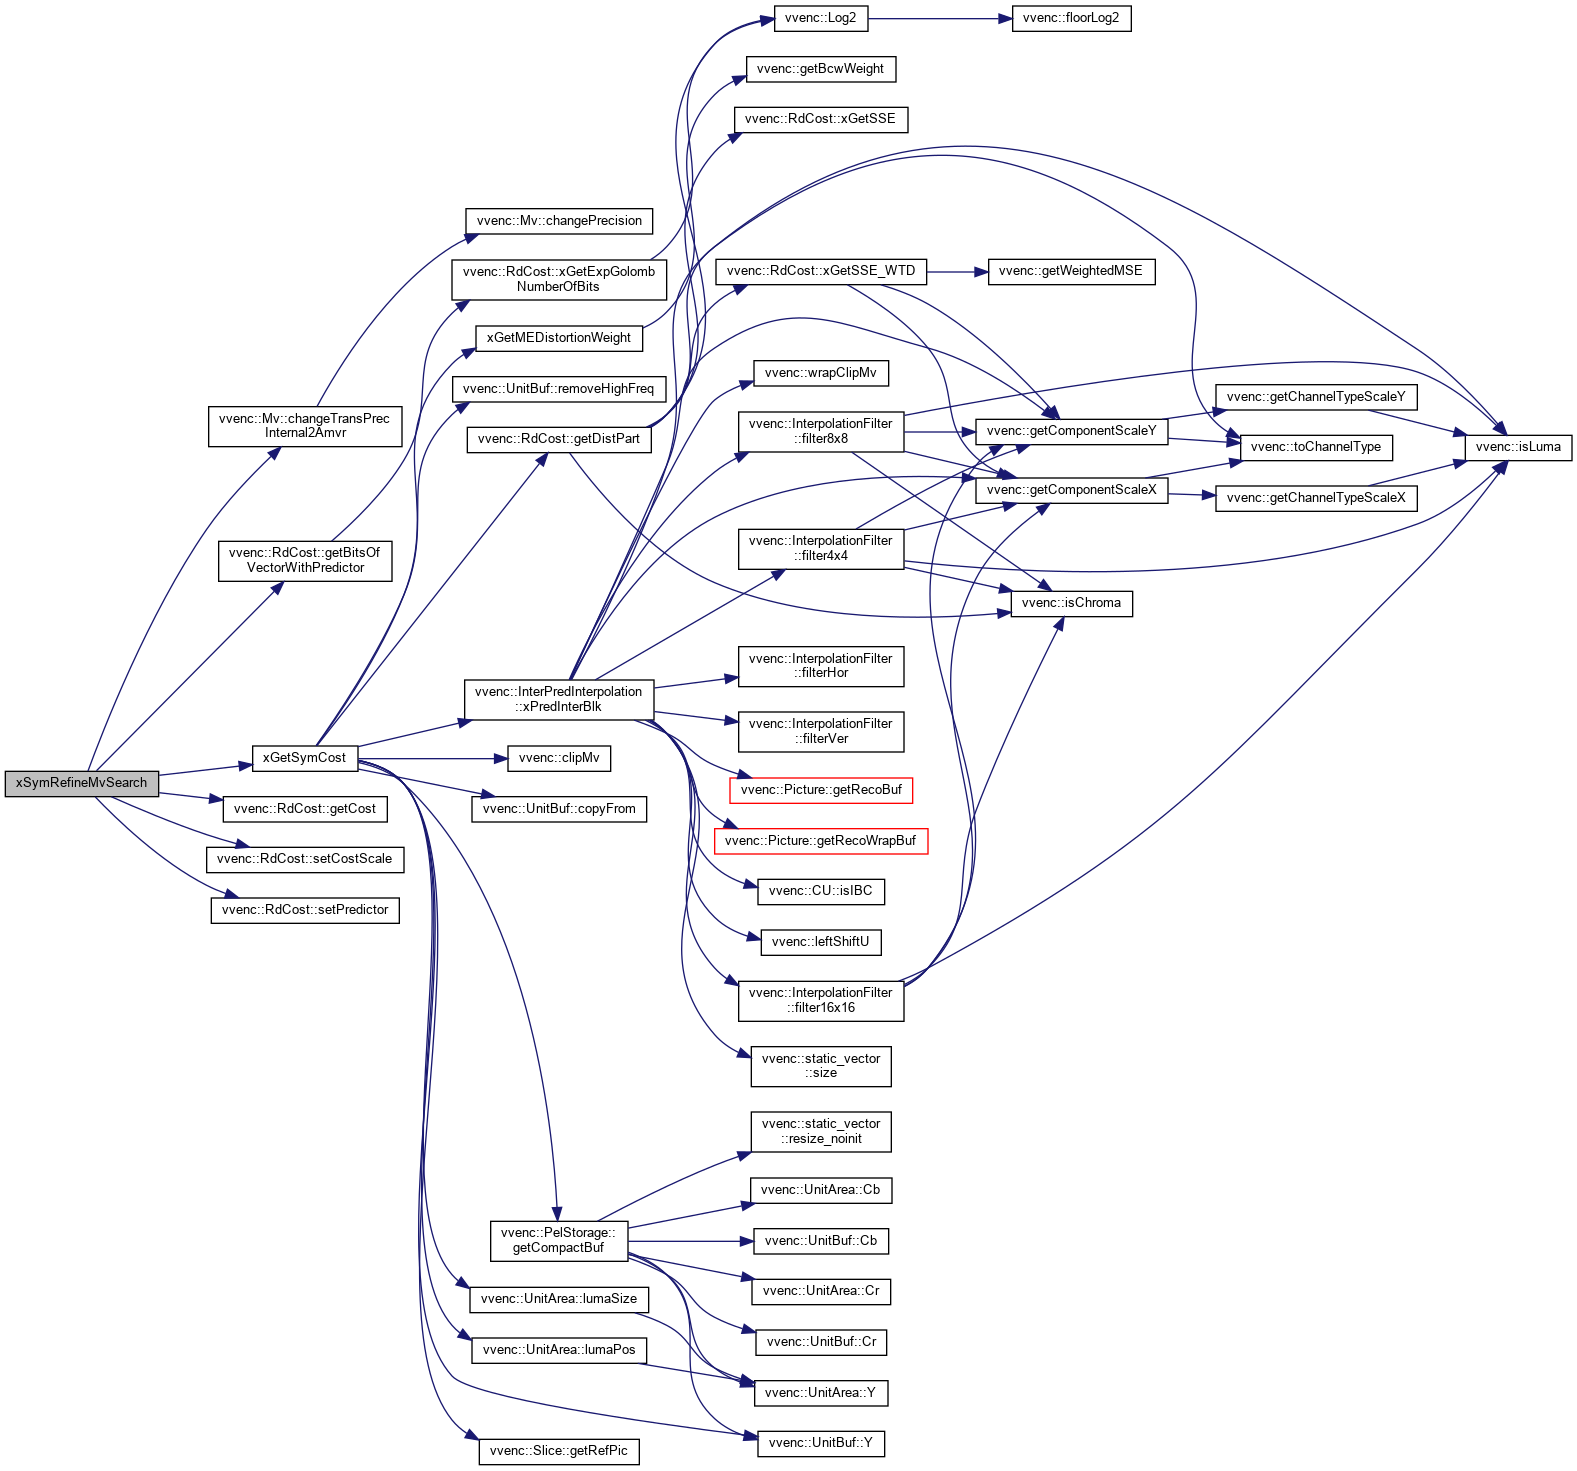 xSymRefineMvSearch
vvenc::Mv::changeTransPrec
Internal2Amvr
vvenc::RdCost::getBitsOf
VectorWithPredictor
xGetSymCost
vvenc::RdCost::getCost
vvenc::RdCost::setCostScale
vvenc::RdCost::setPredictor
vvenc::Mv::changePrecision
vvenc::RdCost::xGetExpGolomb
NumberOfBits
xGetMEDistortionWeight
vvenc::UnitBuf::removeHighFreq
vvenc::RdCost::getDistPart
vvenc::InterPredInterpolation
::xPredInterBlk
vvenc::clipMv
vvenc::UnitBuf::copyFrom
vvenc::PelStorage::
getCompactBuf
vvenc::UnitArea::lumaSize
vvenc::UnitArea::lumaPos
vvenc::Slice::getRefPic
vvenc::Log2
vvenc::getBcwWeight
vvenc::RdCost::xGetSSE
vvenc::RdCost::xGetSSE_WTD
vvenc::wrapClipMv
vvenc::InterpolationFilter
::filter8x8
vvenc::InterpolationFilter
::filter4x4
vvenc::InterpolationFilter
::filterHor
vvenc::InterpolationFilter
::filterVer
vvenc::Picture::getRecoBuf
vvenc::Picture::getRecoWrapBuf
vvenc::CU::isIBC
vvenc::leftShiftU
vvenc::InterpolationFilter
::filter16x16
vvenc::static_vector
::size
vvenc::static_vector
::resize_noinit
vvenc::UnitArea::Cb
vvenc::UnitBuf::Cb
vvenc::UnitArea::Cr
vvenc::UnitBuf::Cr
vvenc::UnitArea::Y
vvenc::UnitBuf::Y
vvenc::floorLog2
vvenc::getWeightedMSE
vvenc::getComponentScaleY
vvenc::getComponentScaleX
vvenc::isChroma
vvenc::getChannelTypeScaleY
vvenc::toChannelType
vvenc::getChannelTypeScaleX
vvenc::isLuma